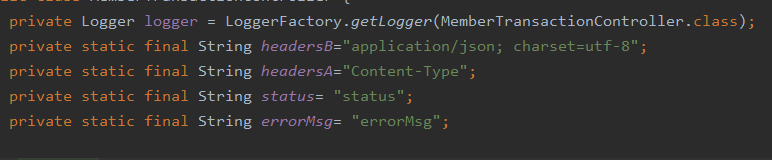 private Logger logger = LoggerFactory.getLogger(MemberTransactionController.class);
private static final String headersB="application/json; charset=utf-8";
private static final String headersA="Content-Type";
private static final String status= "status";
private static final String errorMsg= "errorMsg";